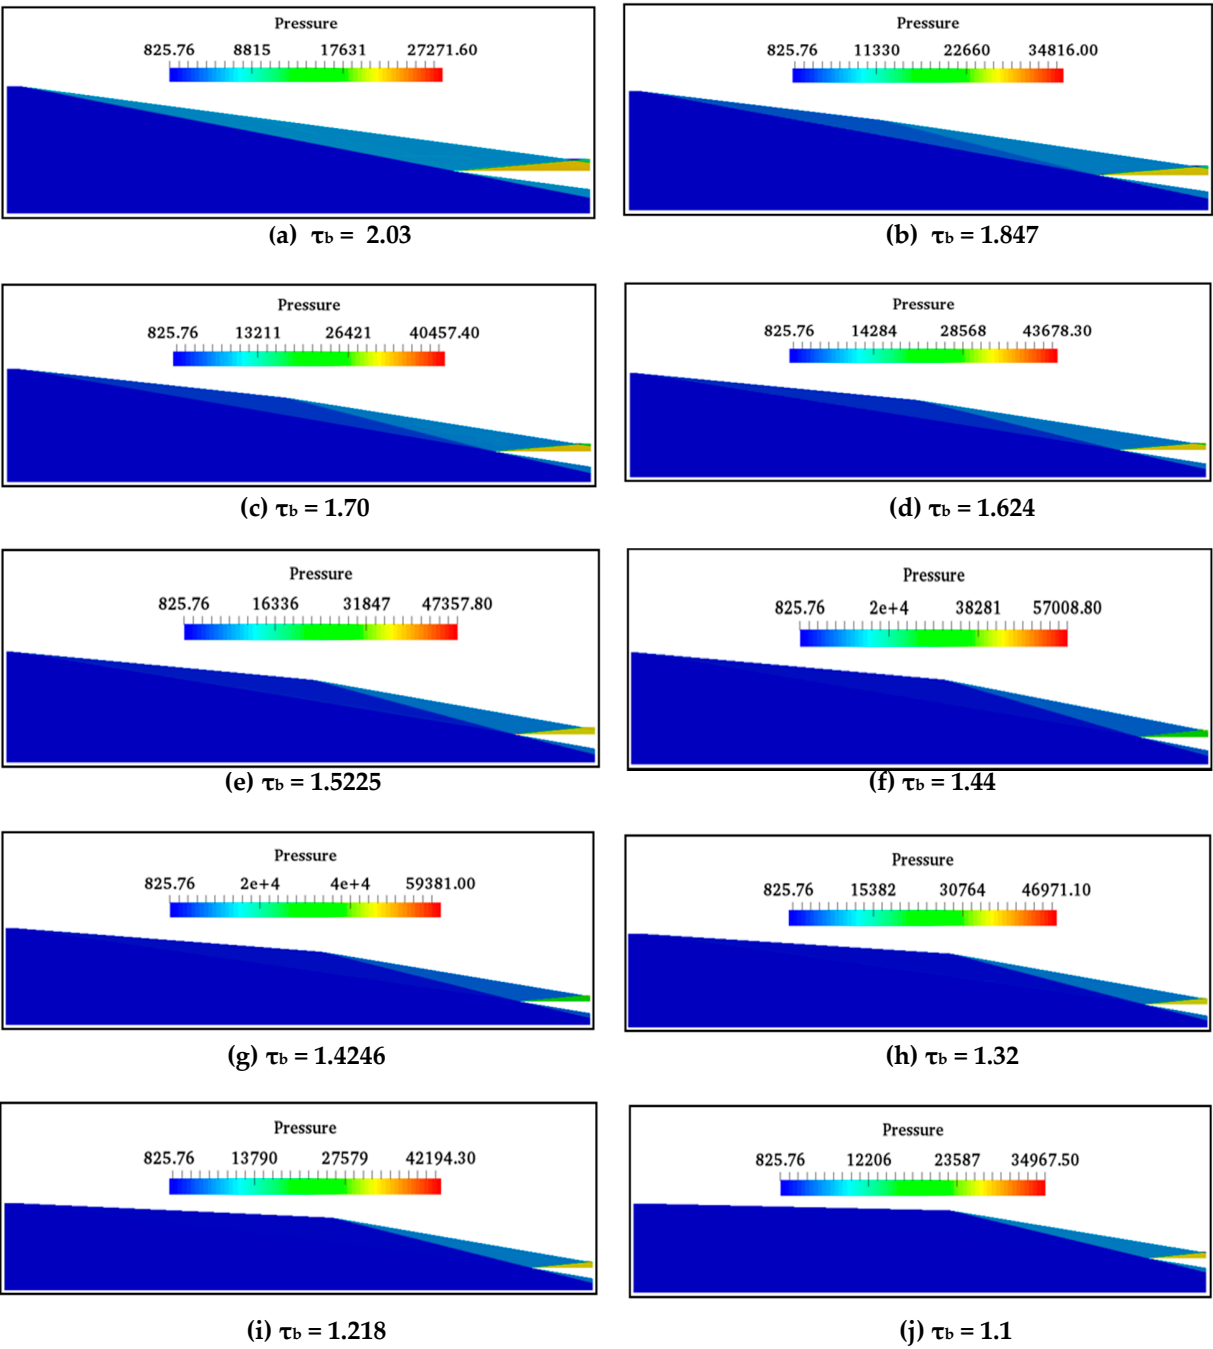 Pressure
825.76 8815 17631 27271.60
(a) τb = 2.03
Pressure
825.76 11330 22660 34816.00
(b) τb = 1.847
Pressure
825.76 13211 26421 40457.40
(c) τb = 1.70
Pressure
825.76 14284 28568 43678.30
(d) τb = 1.624
Pressure
825.76 16336 31847 47357.80
(e) τb = 1.5225
Pressure
825.76 2e+4 38281 57008.80
(f) τb = 1.44
Pressure
825.76 2e+4 4e+4 59381.00
(g) τb = 1.4246
Pressure
825.76 15382 30764 46971.10
(h) τb = 1.32
Pressure
825.76 13790 27579 42194.30
(i) τb = 1.218
Pressure
825.76 12206 23587 34967.50
(j) τb = 1.1